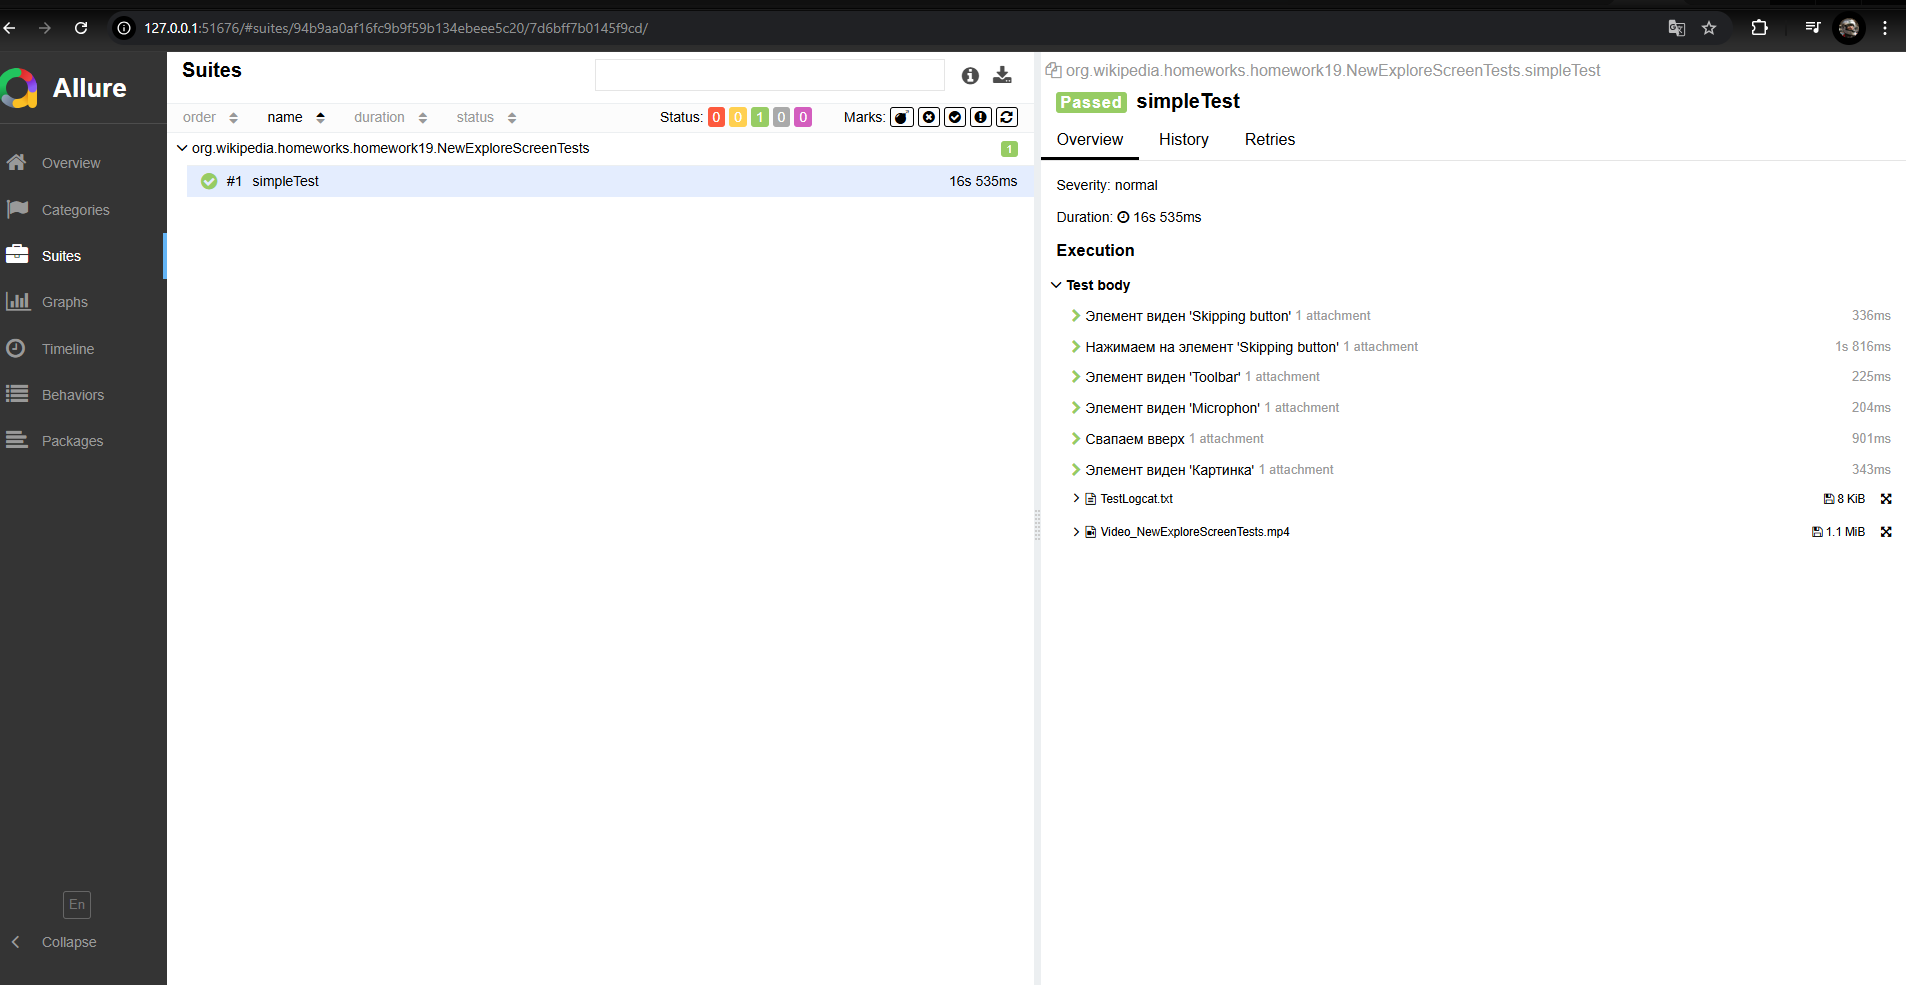 127.0.0.1:51676/#suites/94b9aa0af16fc9b9f59b134ebeee5c20/7d6bff7b0145f9cd/
Allure
Overview
Categories
Suites
Graphs
Timeline
Behaviors
Packages
En
Collapse
Suites
order name duration status Status: 0 0 1 0 0 Marks:
org.wikipedia.homeworks.homework19.NewExploreScreenTests 1
#1 simpleTest 16s 535ms
org.wikipedia.homeworks.homework19.NewExploreScreenTests.simpleTest
Passed simpleTest
Overview History Retries
Severity: normal
Duration: 16s 535ms
Execution
Test body
Элемент виден 'Skipping button' 1 attachment 336ms
Нажимаем на элемент 'Skipping button' 1 attachment 1s 816ms
Элемент виден 'Toolbar' 1 attachment 225ms
Элемент виден 'Microphon' 1 attachment 204ms
Свапаем вверх 1 attachment 901ms
Элемент виден 'Картинка' 1 attachment 343ms
TestLogcat.txt 8 KiB
Video_NewExploreScreenTests.mp4 1.1 MiB